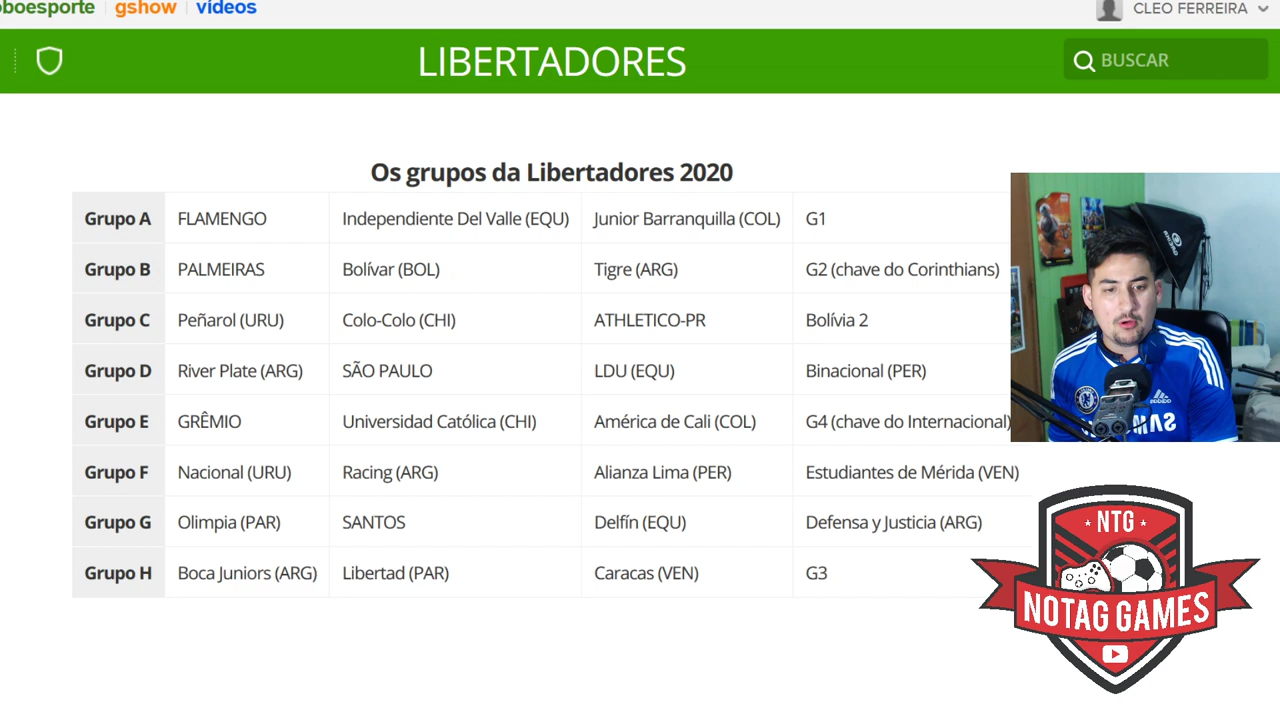 boesporte gshow vídeos CLEO FERREIRA
LIBERTADORES BUSCAR
Os grupos da Libertadores 2020
Grupo A FLAMENGO Independiente Del Valle (EQU) Junior Barranquilla (COL) G1
Grupo B PALMEIRAS Bolívar (BOL) Tigre (ARG) G2 (chave do Corinthians)
Grupo C Peñarol (URU) Colo-Colo (CHI) ATHLETICO-PR Bolívia 2
Grupo D River Plate (ARG) SÃO PAULO LDU (EQU) Binacional (PER)
Grupo E GRÊMIO Universidad Católica (CHI) América de Cali (COL) G4 (chave do Internacional)
Grupo F Nacional (URU) Racing (ARG) Alianza Lima (PER) Estudiantes de Mérida (VEN)
Grupo G Olimpia (PAR) SANTOS Delfín (EQU) Defensa y Justicia (ARG)
Grupo H Boca Juniors (ARG) Libertad (PAR) Caracas (VEN) G3
adidas
SAMSUNG
NTG
NOTAG GAMES